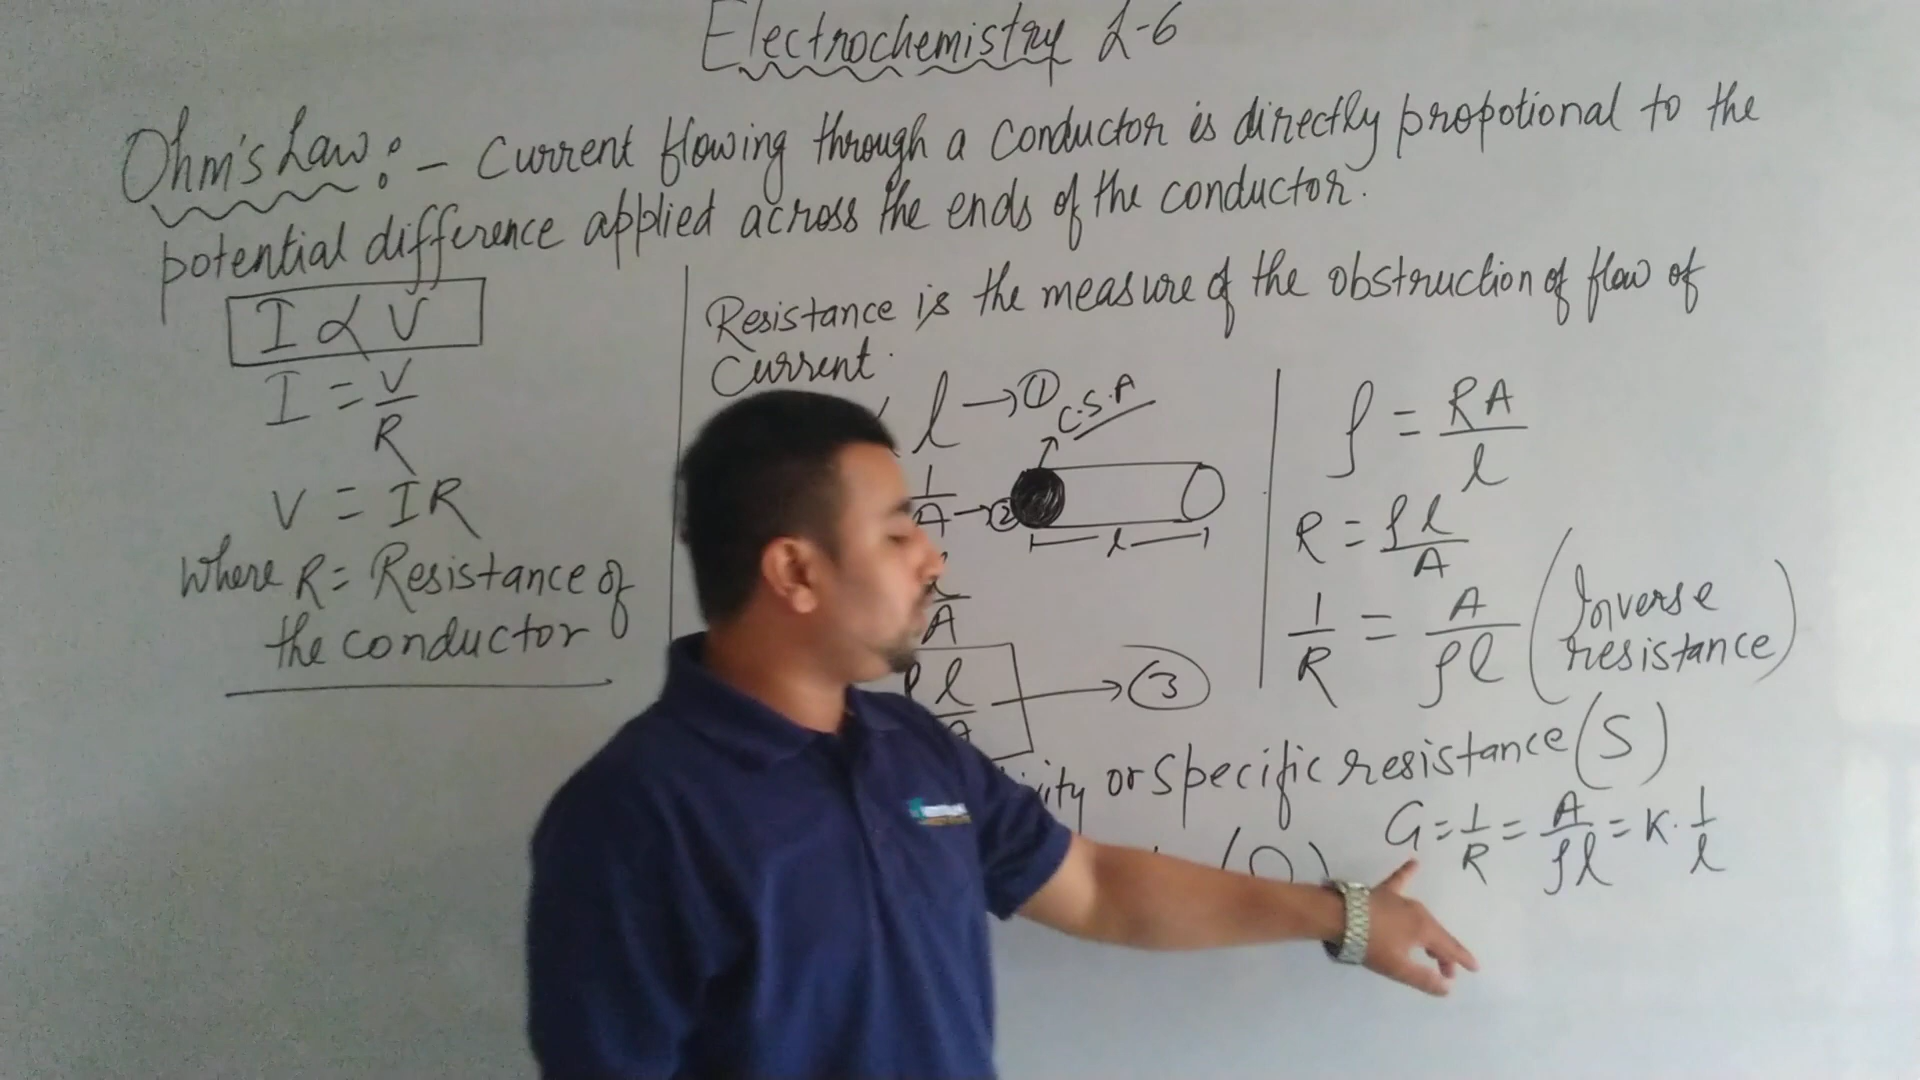 Electrochemistry L-6
Ohm's Law:- Current flowing through a conductor is directly propotional to the
potential difference applied across the ends of the conductor.
I ∝ V
I = V/R
V = IR
Where R = Resistance of
the conductor
Resistance is the measure of the obstruction of flow of
Current.
l → ①
C.S.A
1/A → ②
l
A
ρ l → ③
ity or Specific resistance (S)
ρ = RA/l
R = ρl/A
1/R = A/ρl (Inverse
resistance)
G = 1/R = A/ρl = K. 1/l